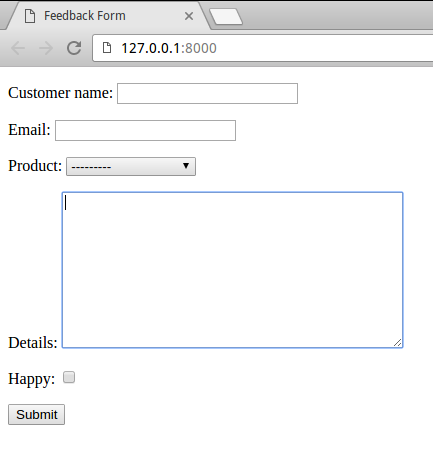 Feedback Form
127.0.0.1:8000
Customer name:
Email:
Product: ---------
Details:
Happy:
Submit